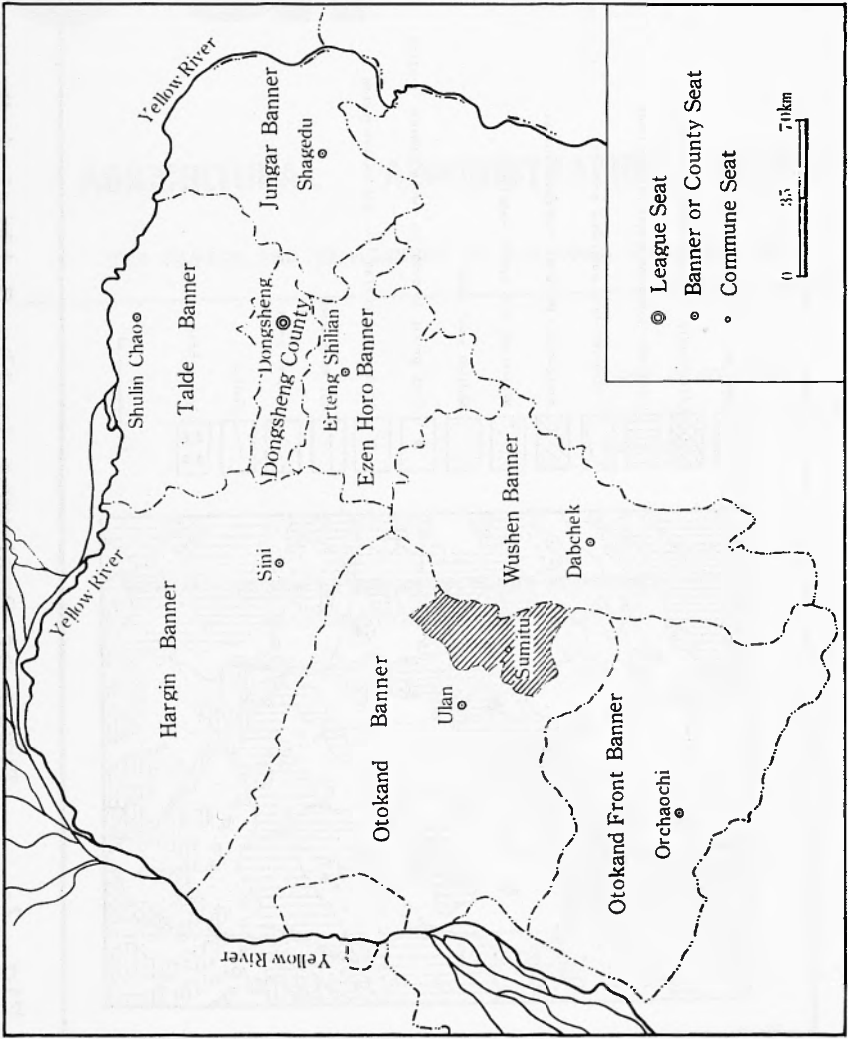 Yellow River
Yellow River
Hargin Banner
Sini
Shulin Chao
Talde Banner
Dongsheng
Dongsheng County
Erteng Shilian
Ezen Horo Banner
Jungar Banner
Shagedu
Yellow River
Otokand Banner
Ulan
Sumitu
Wushen Banner
Dabchek
Otokand Front Banner
Orchaochi
League Seat
Banner or County Seat
Commune Seat
0 35 70km